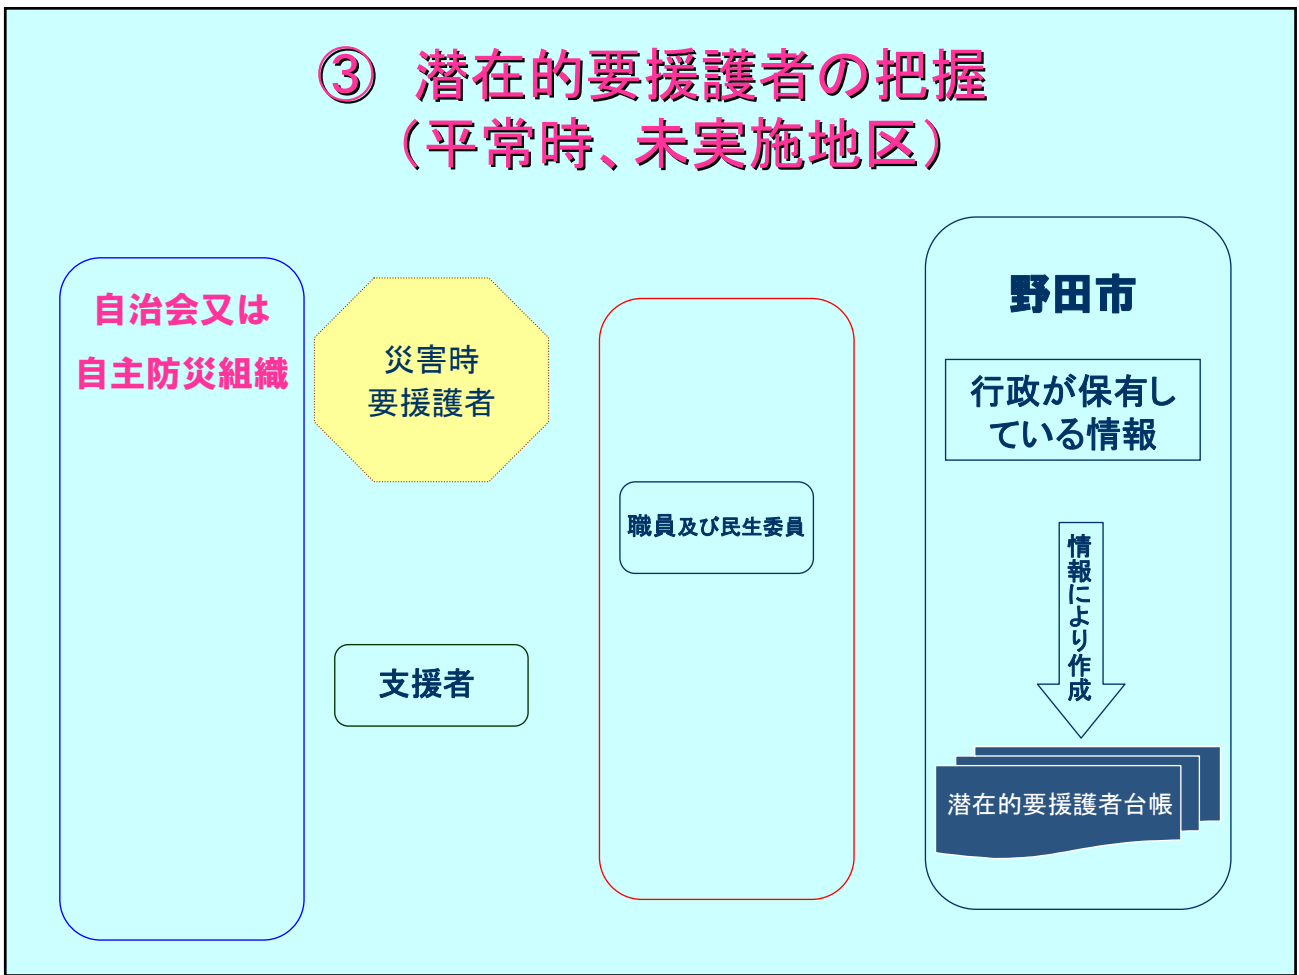 ③ 潜在的要援護者の把握
（平常時、未実施地区）
自治会又は
自主防災組織
災害時
要援護者
支援者
職員及び民生委員
野田市
行政が保有し
ている情報
情報により作成
潜在的要援護者台帳